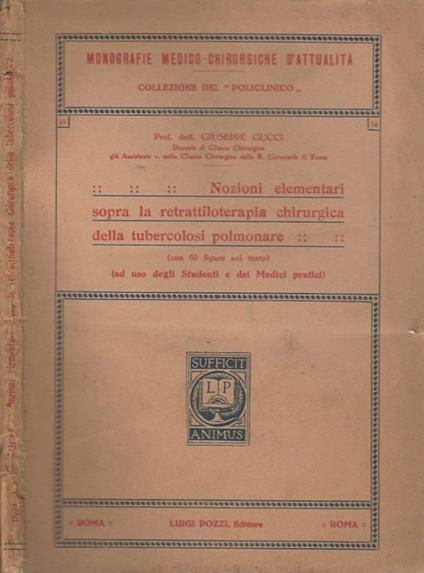 MONOGRAFIE MEDICO-CHIRURGICHE D'ATTUALITÀ
COLLEZIONE DEL "POLICLINICO„
Prof. dott. GIUSEPPE GUCCI
Docente di Clinica Chirurgica
già Assistente v. nella Clinica Chirurgica della R. Università di Roma
:: :: :: Nozioni elementari
sopra la retrattiloterapia chirurgica
della tubercolosi polmonare :: ::
(con 60 figure nel testo)
(ad uso degli Studenti e dei Medici pratici)
SUFFICIT
L P
ANIMUS
:: ROMA ::
LUIGI POZZI, Editore
:: ROMA ::